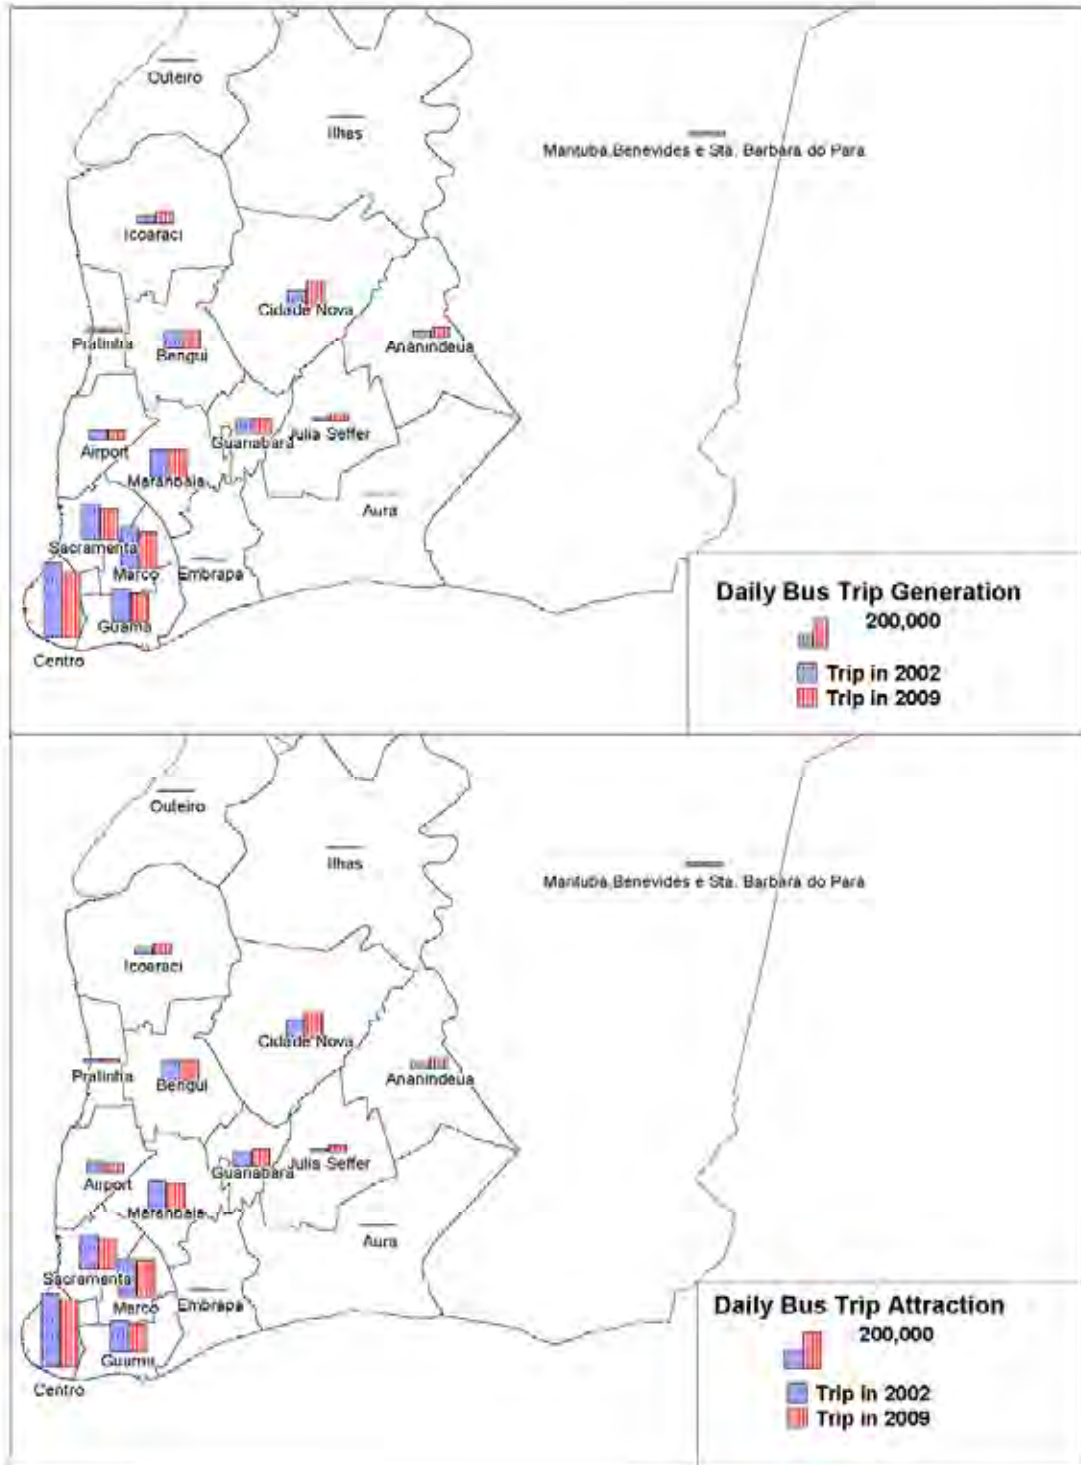 Outeiro
Ilhas
Marituba,Benevides e Sta. Barbara do Para
Icoaraci
Cidade Nova
Pratinha
Bengui
Ananindeua
Guanabara
Julia Seffer
Airport
Marambaia
Aura
Sacramenta
Marco
Embrapa
Guama
Centro
Daily Bus Trip Generation
200,000
Trip in 2002
Trip in 2009
Outeiro
Ilhas
Marituba,Benevides e Sta. Barbara do Para
Icoaraci
Cidade Nova
Pratinha
Bengui
Ananindeua
Guanabara
Julia Seffer
Airport
Marambaia
Aura
Sacramenta
Marco
Embrapa
Guama
Centro
Daily Bus Trip Attraction
200,000
Trip in 2002
Trip in 2009